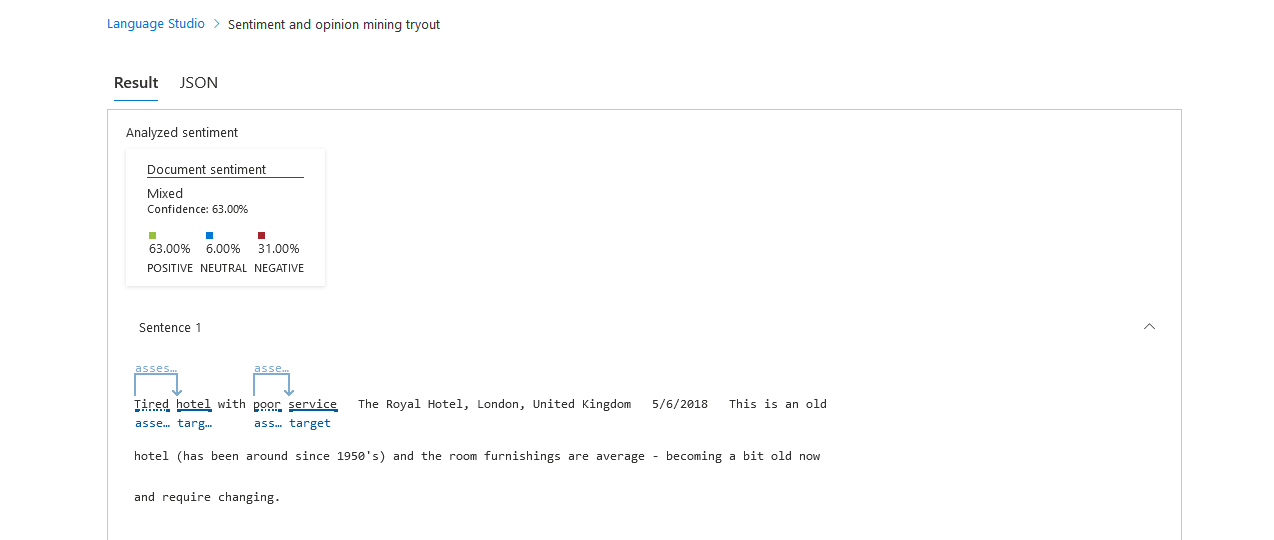 Language Studio > Sentiment and opinion mining tryout
Result JSON
Analyzed sentiment
Document sentiment
Mixed
Confidence: 63.00%
63.00% 6.00% 31.00%
POSITIVE NEUTRAL NEGATIVE
Sentence 1
asses… asse…
Tired hotel with poor service The Royal Hotel, London, United Kingdom 5/6/2018 This is an old
asse… targ… ass… target
hotel (has been around since 1950's) and the room furnishings are average - becoming a bit old now
and require changing.